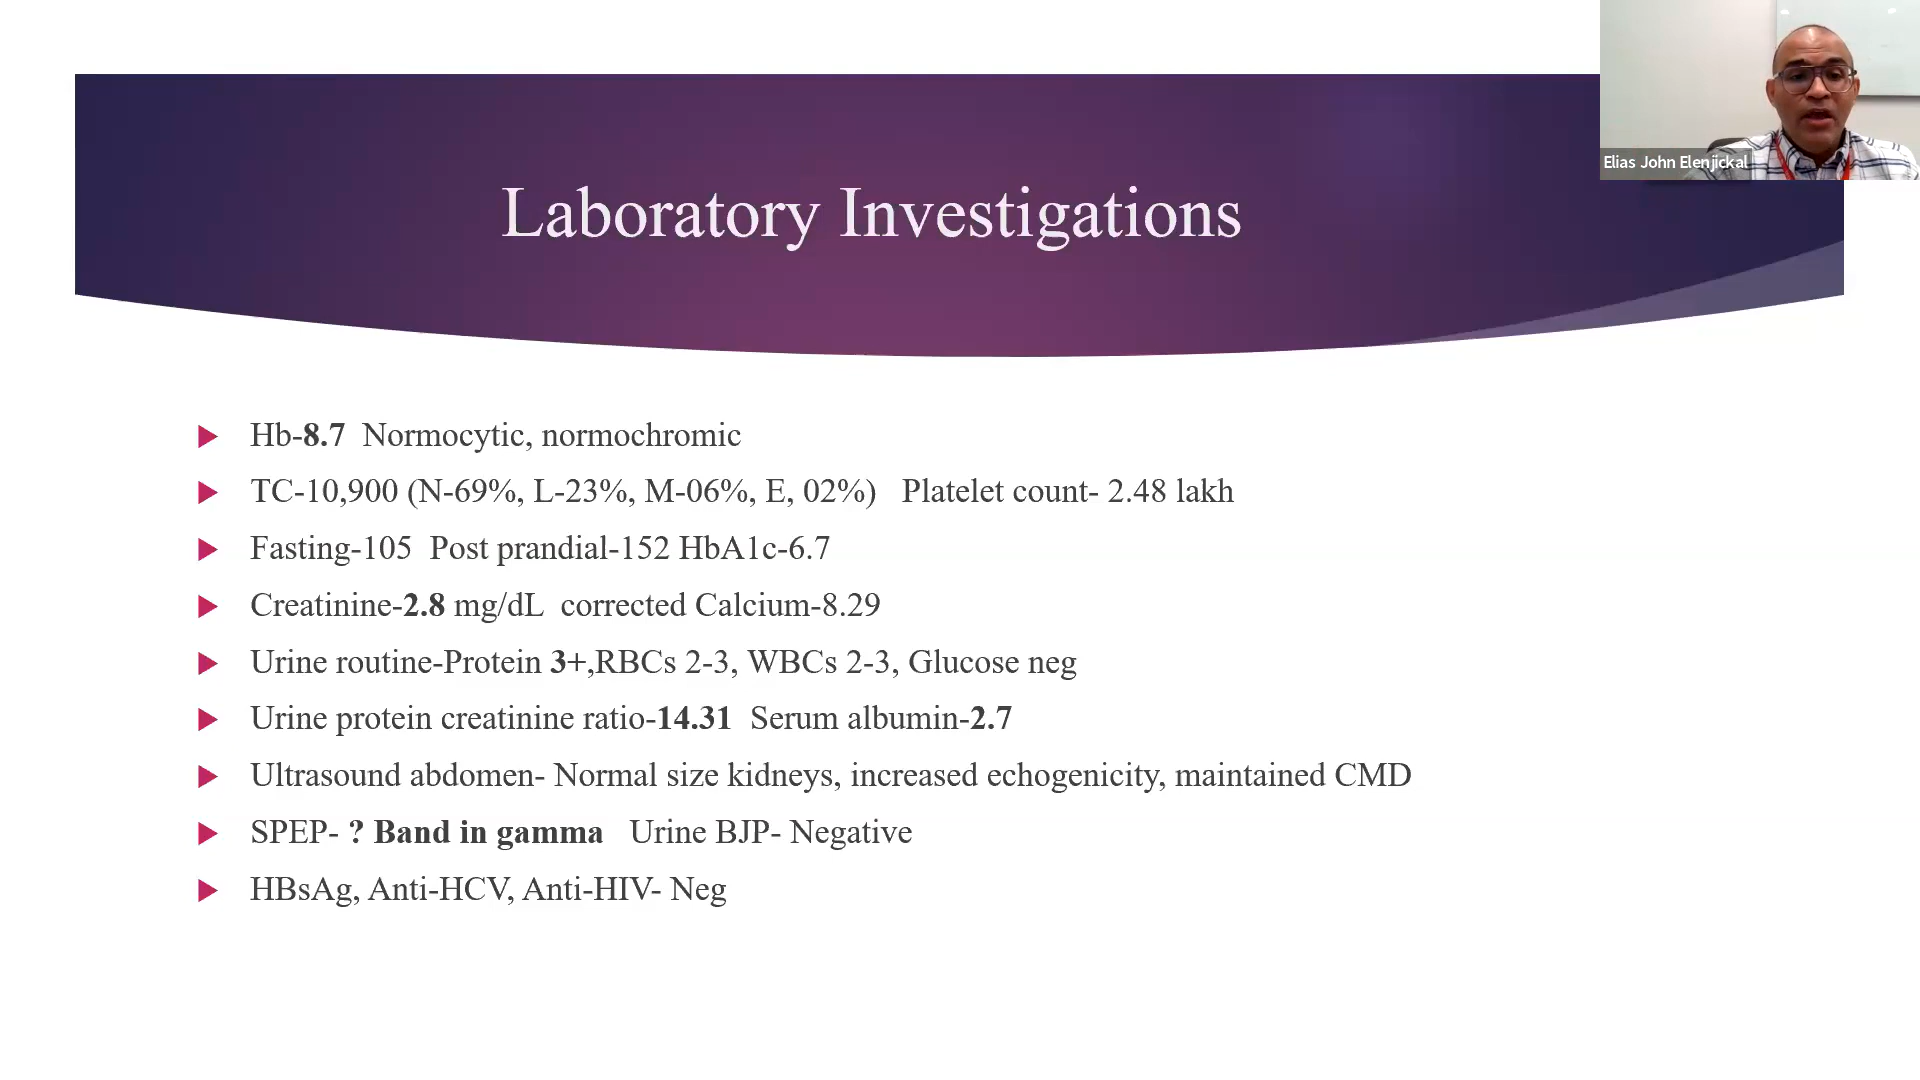 Elias John Elenjickal
Laboratory Investigations
Hb-8.7 Normocytic, normochromic
TC-10,900 (N-69%, L-23%, M-06%, E, 02%) Platelet count- 2.48 lakh
Fasting-105 Post prandial-152 HbA1c-6.7
Creatinine-2.8 mg/dL corrected Calcium-8.29
Urine routine-Protein 3+,RBCs 2-3, WBCs 2-3, Glucose neg
Urine protein creatinine ratio-14.31 Serum albumin-2.7
Ultrasound abdomen- Normal size kidneys, increased echogenicity, maintained CMD
SPEP- ? Band in gamma Urine BJP- Negative
HBsAg, Anti-HCV, Anti-HIV- Neg